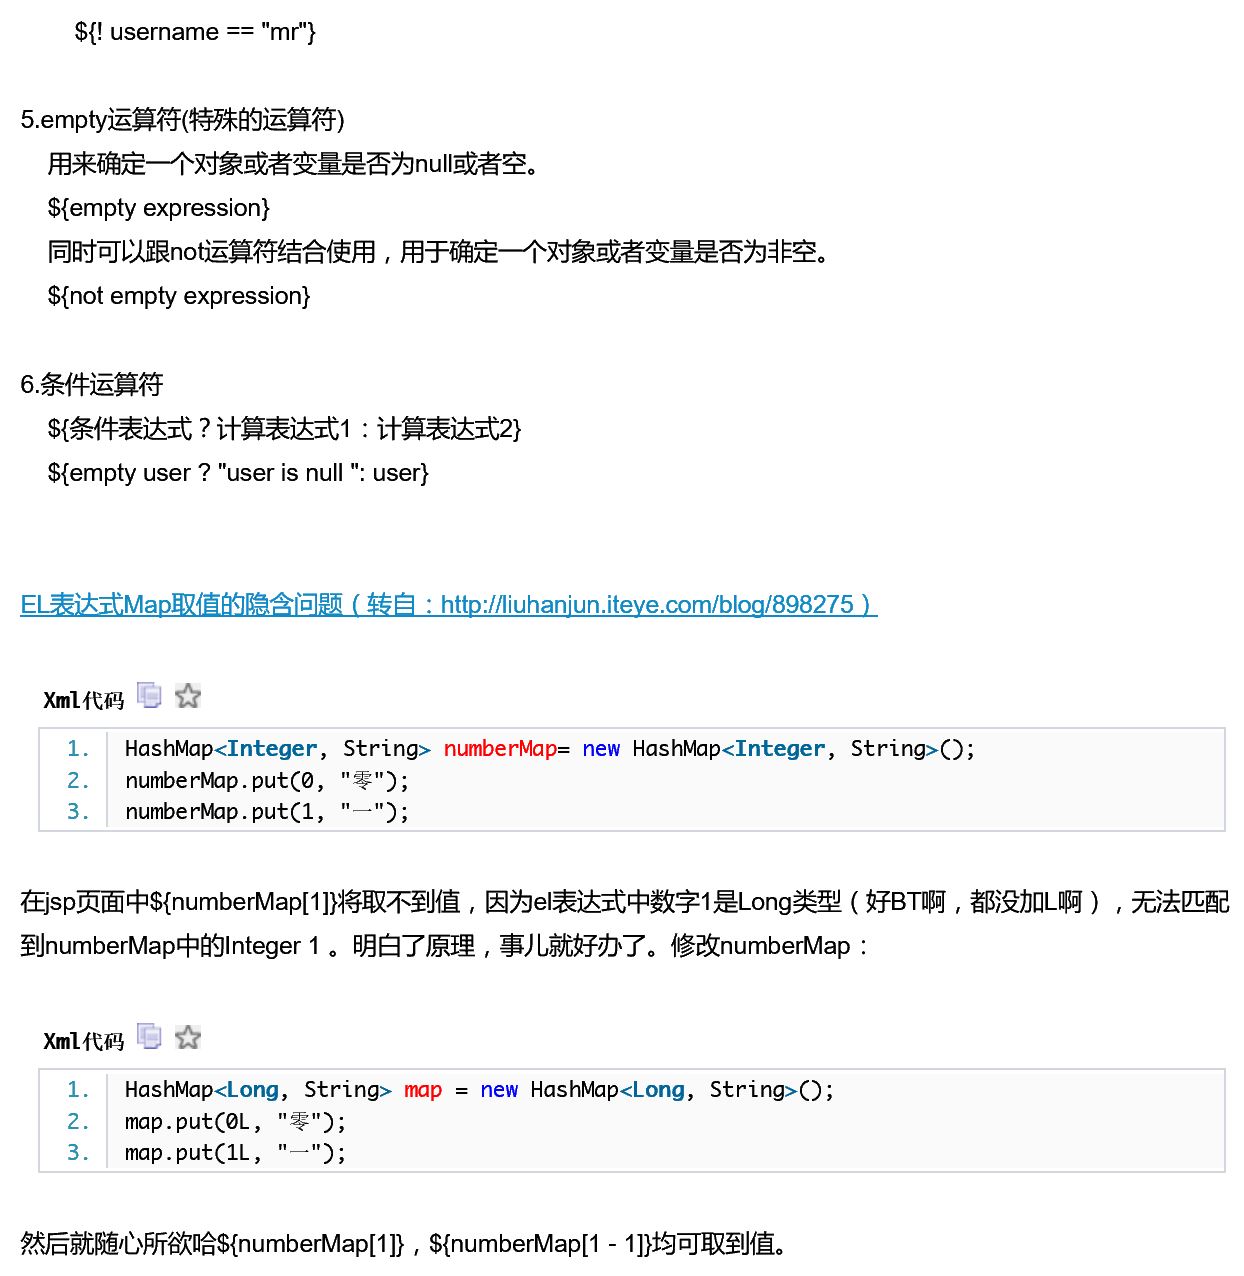 ${! username == "mr"}
5.empty运算符(特殊的运算符)
用来确定一个对象或者变量是否为null或者空。
${empty expression}
同时可以跟not运算符结合使用，用于确定一个对象或者变量是否为非空。
${not empty expression}
6.条件运算符
${条件表达式？计算表达式1：计算表达式2}
${empty user ? "user is null ": user}
EL表达式Map取值的隐含问题（转自：http://liuhanjun.iteye.com/blog/898275）
Xml代码
1. HashMap<Integer, String> numberMap= new HashMap<Integer, String>();
2. numberMap.put(0, "零");
3. numberMap.put(1, "一");
在jsp页面中${numberMap[1]}将取不到值，因为el表达式中数字1是Long类型（好BT啊，都没加L啊），无法匹配
到numberMap中的Integer 1 。明白了原理，事儿就好办了。修改numberMap：
Xml代码
1. HashMap<Long, String> map = new HashMap<Long, String>();
2. map.put(0L, "零");
3. map.put(1L, "一");
然后就随心所欲哈${numberMap[1]}，${numberMap[1 - 1]}均可取到值。